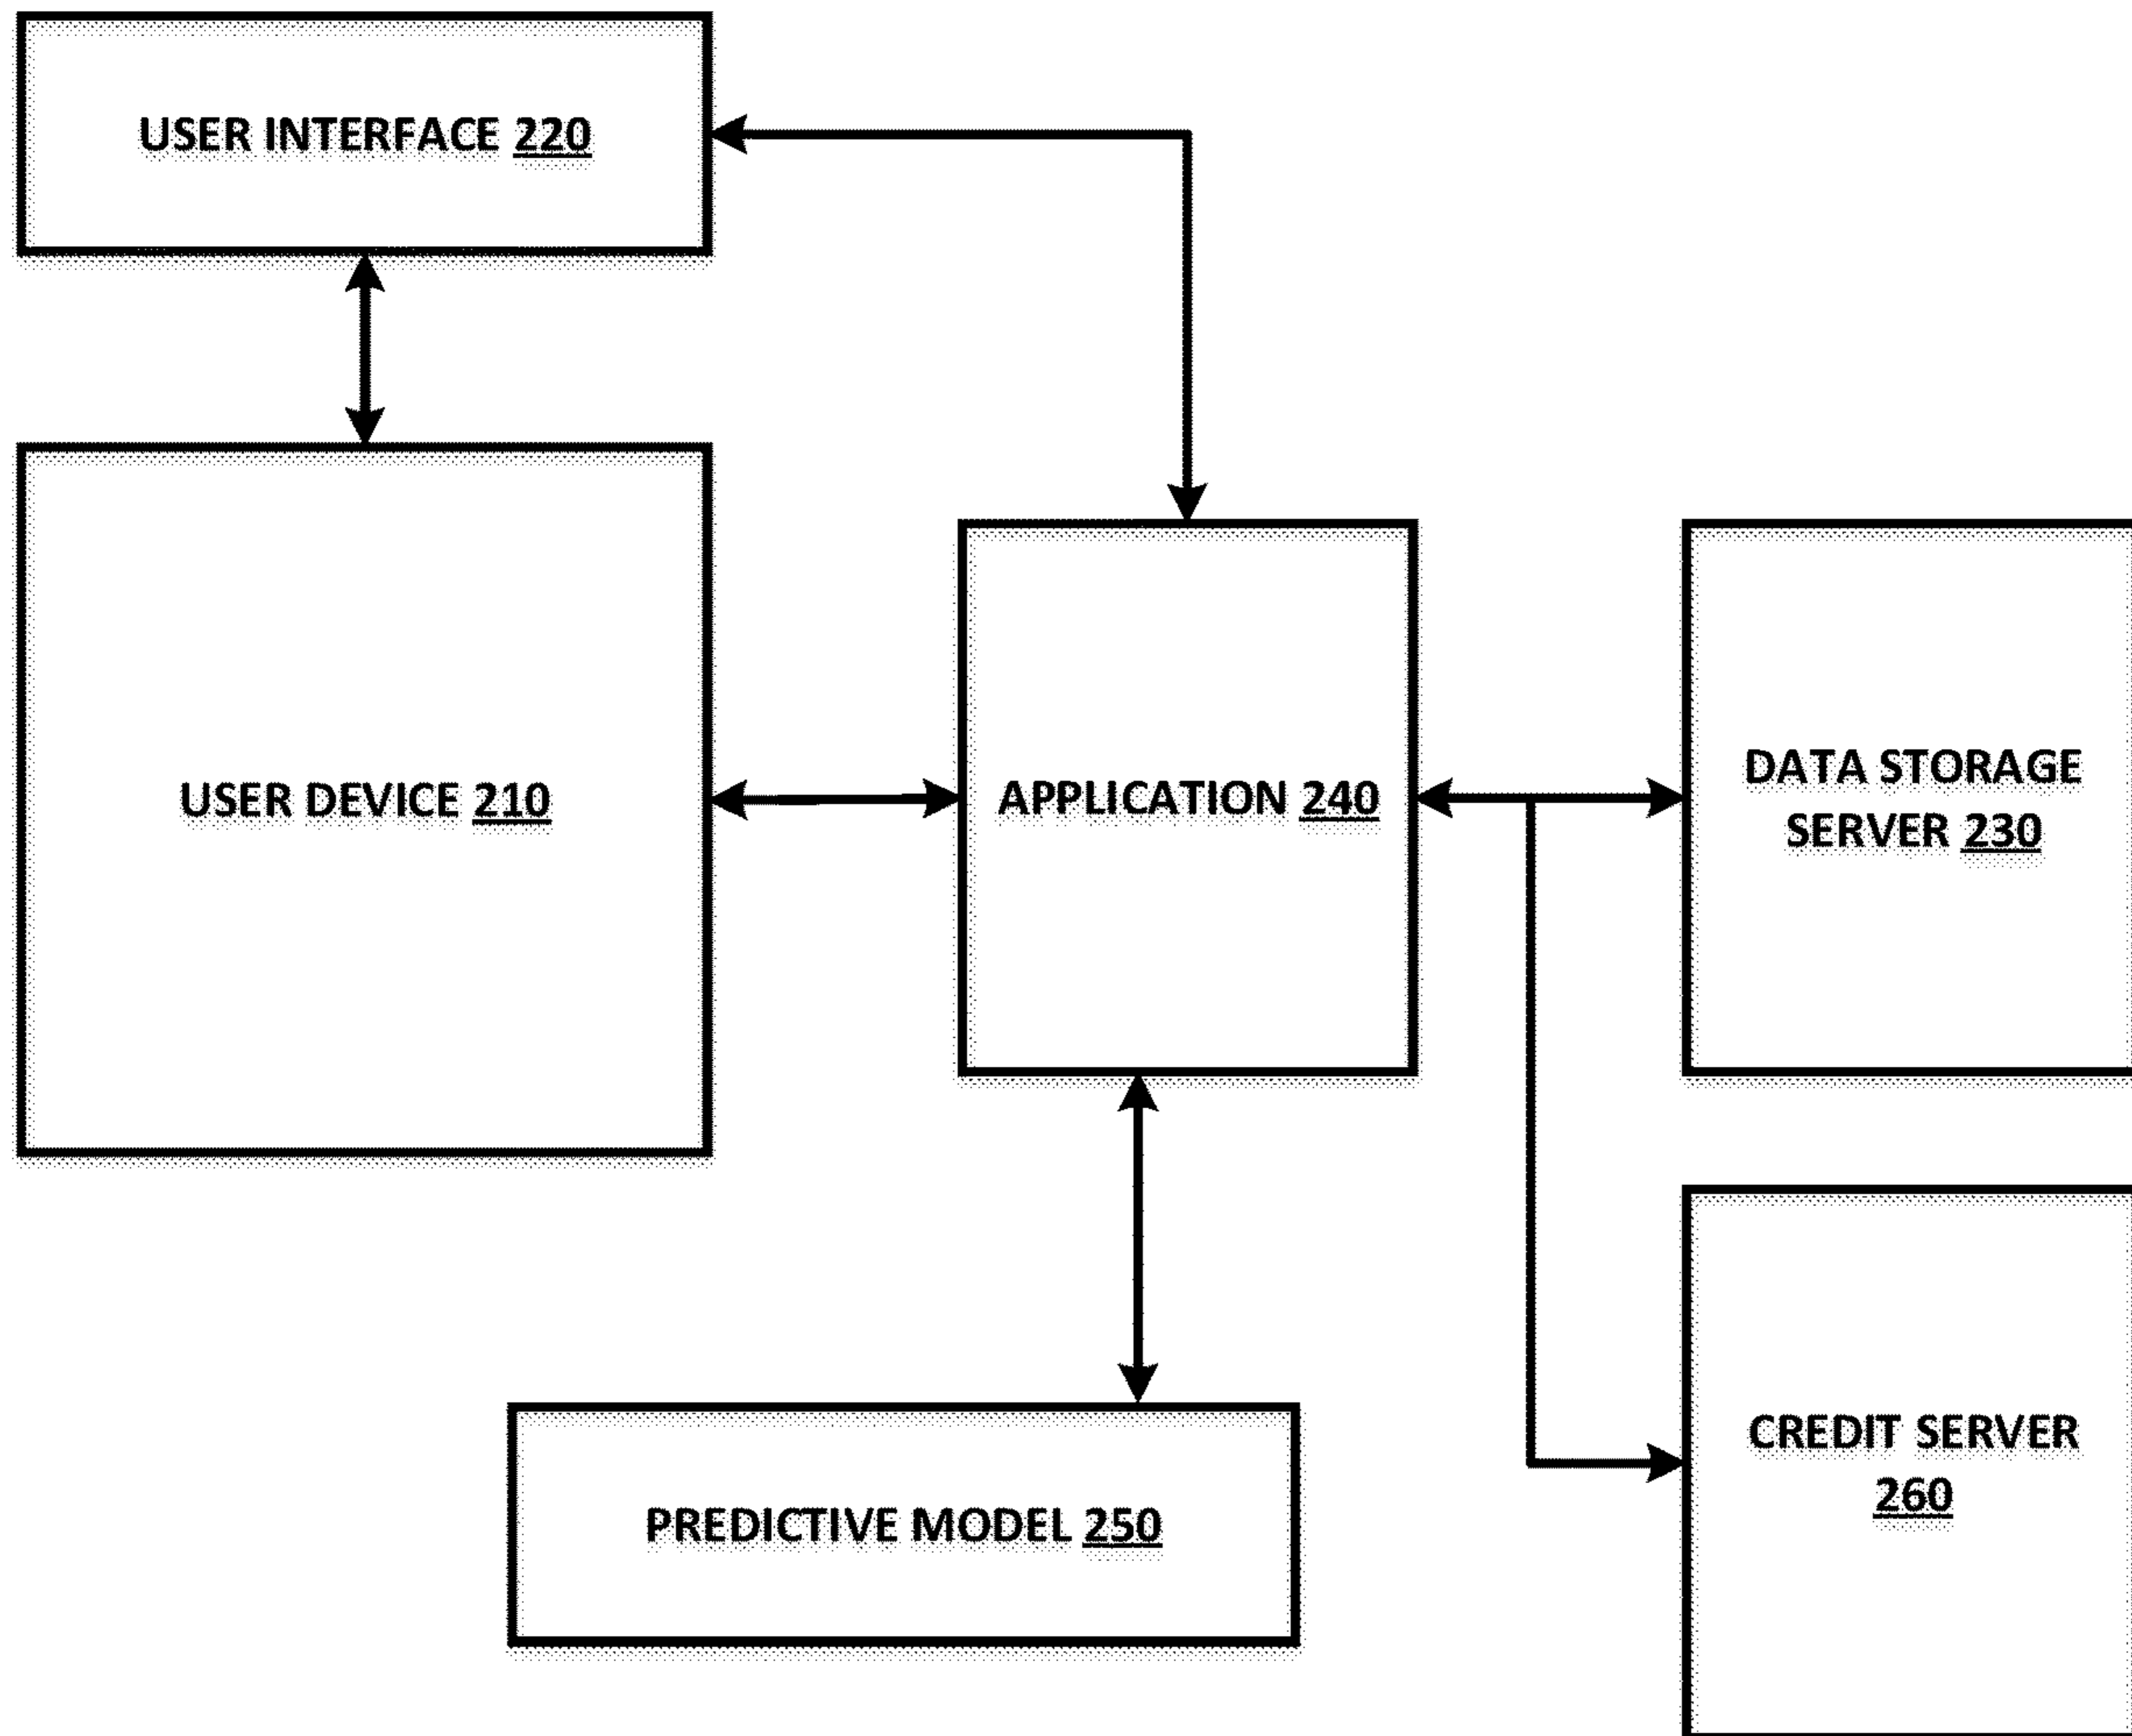 USER INTERFACE 220
USER DEVICE 210
APPLICATION 240
DATA STORAGE
SERVER 230
PREDICTIVE MODEL 250
CREDIT SERVER
260